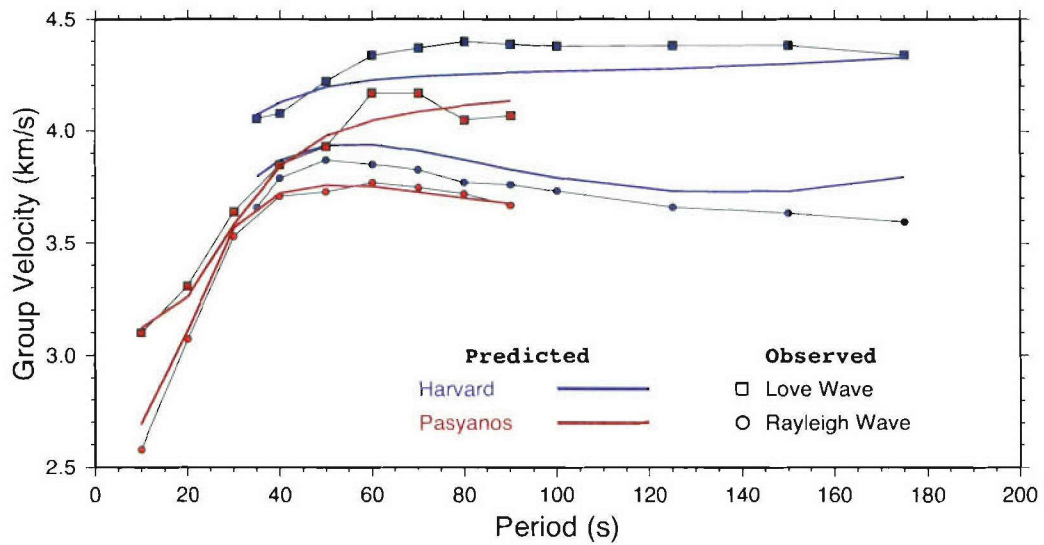 4.5
4.0
3.5
3.0
2.5
Group Velocity (km/s)
Predicted Observed
Harvard Love Wave
Pasyanos Rayleigh Wave
0 20 40 60 80 100 120 140 160 180 200
Period (s)